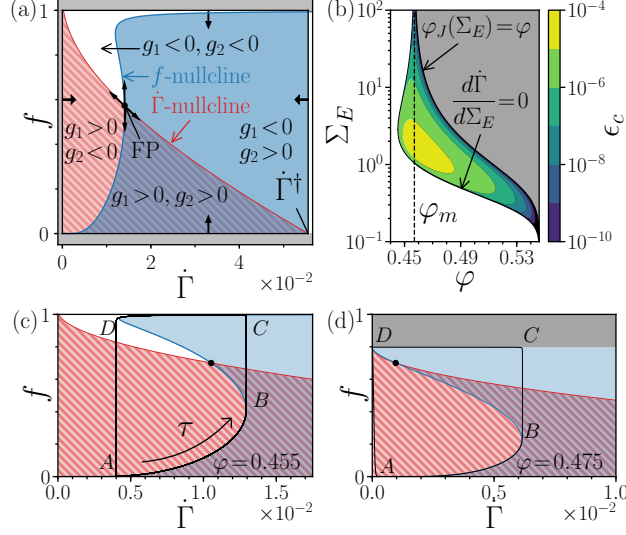 (a)
1
g₁<0, g₂<0
f-nullcline
Γ̇-nullcline
g₁>0
g₂<0
FP
g₁<0
g₂>0
g₁>0, g₂>0
Γ̇†
f
0
0 2 4
Γ̇ ×10⁻²
(b)
10²
10¹
10⁰
10⁻¹
Σ_E
φ_J(Σ_E)=φ
dΓ̇/dΣ_E=0
φ_m
0.45 0.49 0.53
φ
10⁻⁴
10⁻⁶
10⁻⁸
10⁻¹⁰
ϵ_c
(c)
1
D C
B
τ
A
φ=0.455
f
0
0.0 0.5 1.0 1.5
Γ̇ ×10⁻²
(d)
1
D C
B
A
φ=0.475
f
0
0.0 0.5 1.0
Γ̇ ×10⁻²